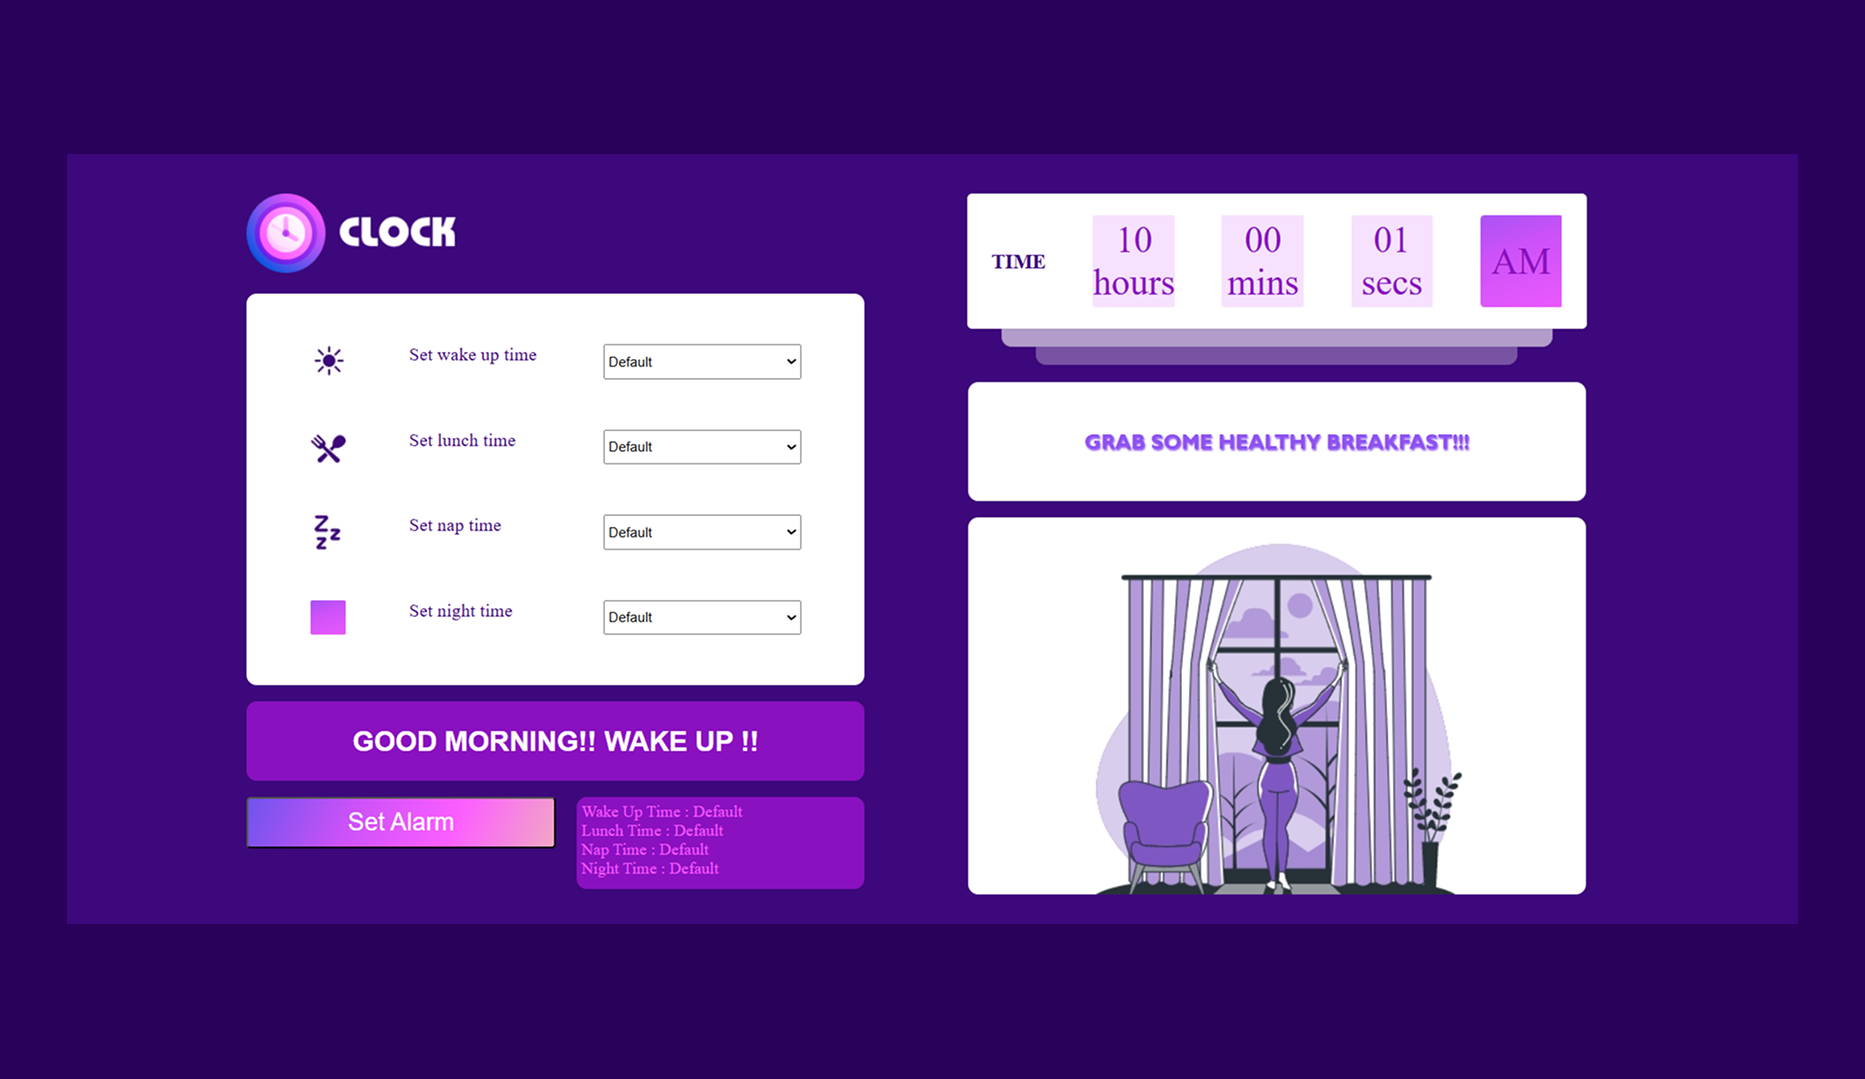 CLOCK
Set wake up time
Default
Set lunch time
Default
Set nap time
Default
Set night time
Default
GOOD MORNING!! WAKE UP !!
Set Alarm
Wake Up Time : Default
Lunch Time : Default
Nap Time : Default
Night Time : Default
TIME
10
hours
00
mins
01
secs
AM
GRAB SOME HEALTHY BREAKFAST!!!